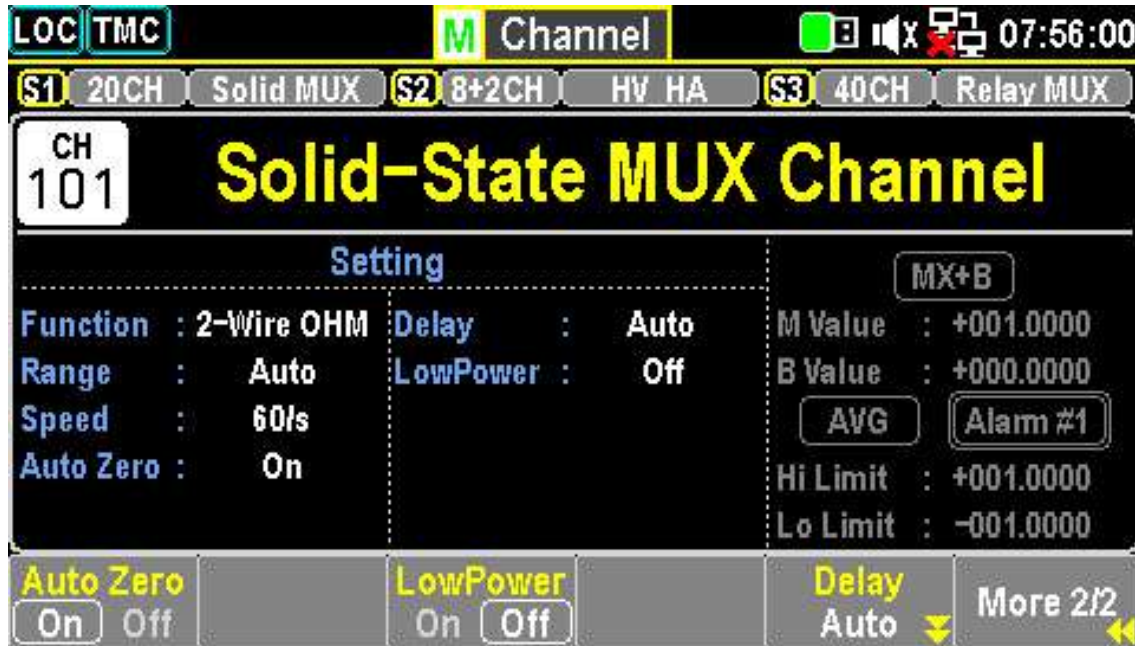 LOC TMC M Channel x 07:56:00
S1 20CH Solid MUX S2 8+2CH HV HA S3 40CH Relay MUX
CH
101
Solid-State MUX Channel
Setting
MX+B
Function : 2-Wire OHM Delay : Auto M Value : +001.0000
Range : Auto LowPower : Off B Value : +000.0000
Speed : 60/s AVG Alarm #1
Auto Zero : On Hi Limit : +001.0000
Lo Limit : -001.0000
Auto Zero LowPower Delay More 2/2
On Off On Off Auto